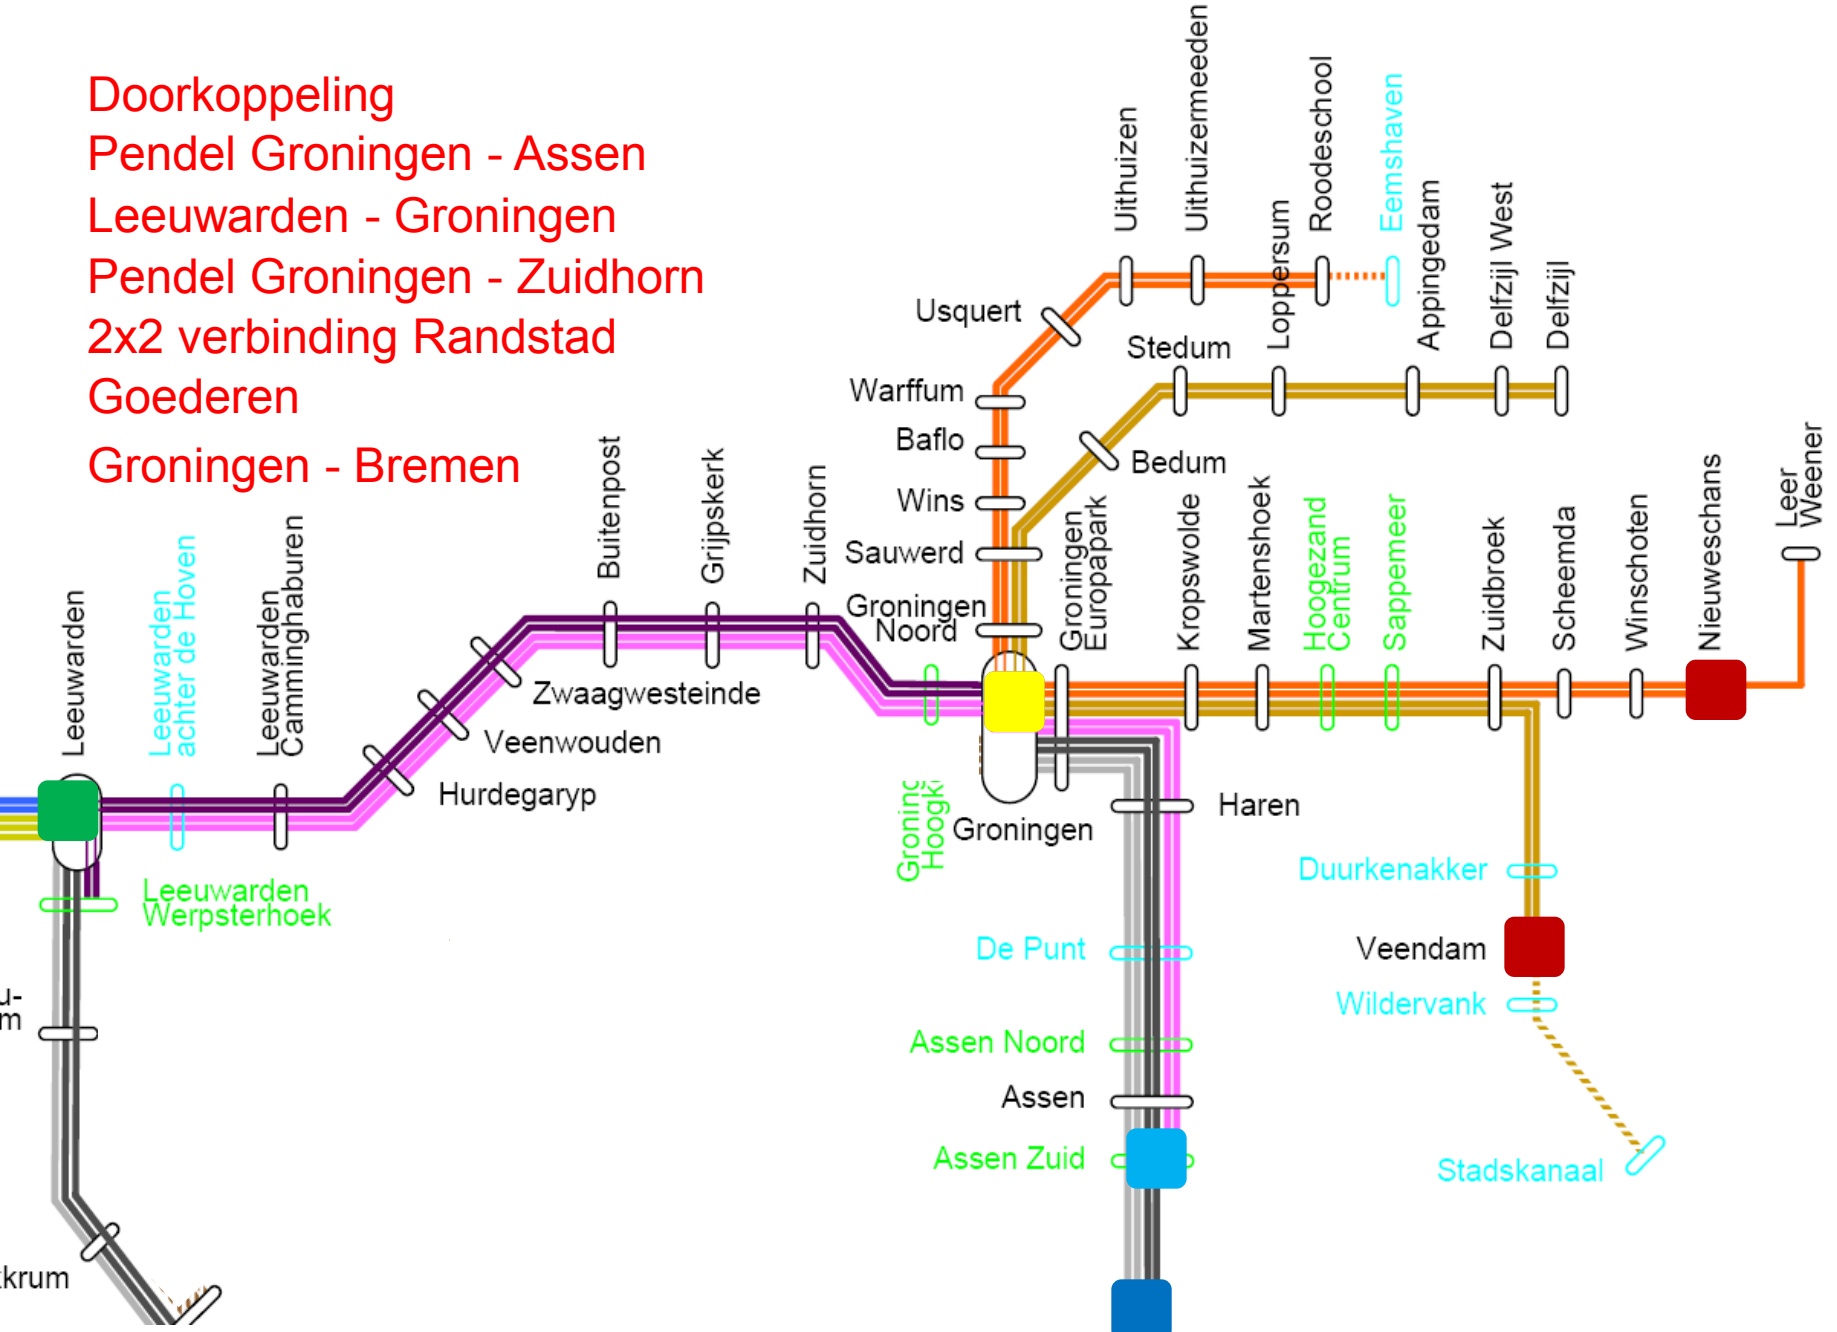 Doorkoppeling
Pendel Groningen - Assen
Leeuwarden - Groningen
Pendel Groningen - Zuidhorn
2x2 verbinding Randstad
Goederen
Groningen - Bremen
Uithuizen
Uithuizermeeden
Roodeschool
Eemshaven
Usquert
Stedum
Loppersum
Appingedam
Delfzijl West
Delfzijl
Warffum
Baflo
Bedum
Wins
Sauwerd
Groningen
Noord
Groningen
Europapark
Kropswolde
Martenshoek
Hoogezand
Centrum
Sappemeer
Zuidbroek
Scheemda
Winschoten
Nieuweschans
Leer
Weener
Leeuwarden
Leeuwarden
achter de Hoven
Leeuwarden
Camminghaburen
Buitenpost
Grijpskerk
Zuidhorn
Zwaagwesteinde
Veenwouden
Hurdegaryp
Groning
Hoogk
Groningen
Haren
Leeuwarden
Werpsterhoek
Duurkenakker
De Punt
Veendam
Wildervank
u-
m
Assen Noord
Assen
Assen Zuid
Stadskanaal
krum